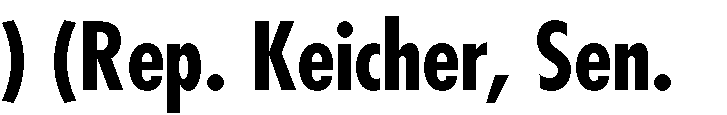 ) (Rep. Keicher, Sen.